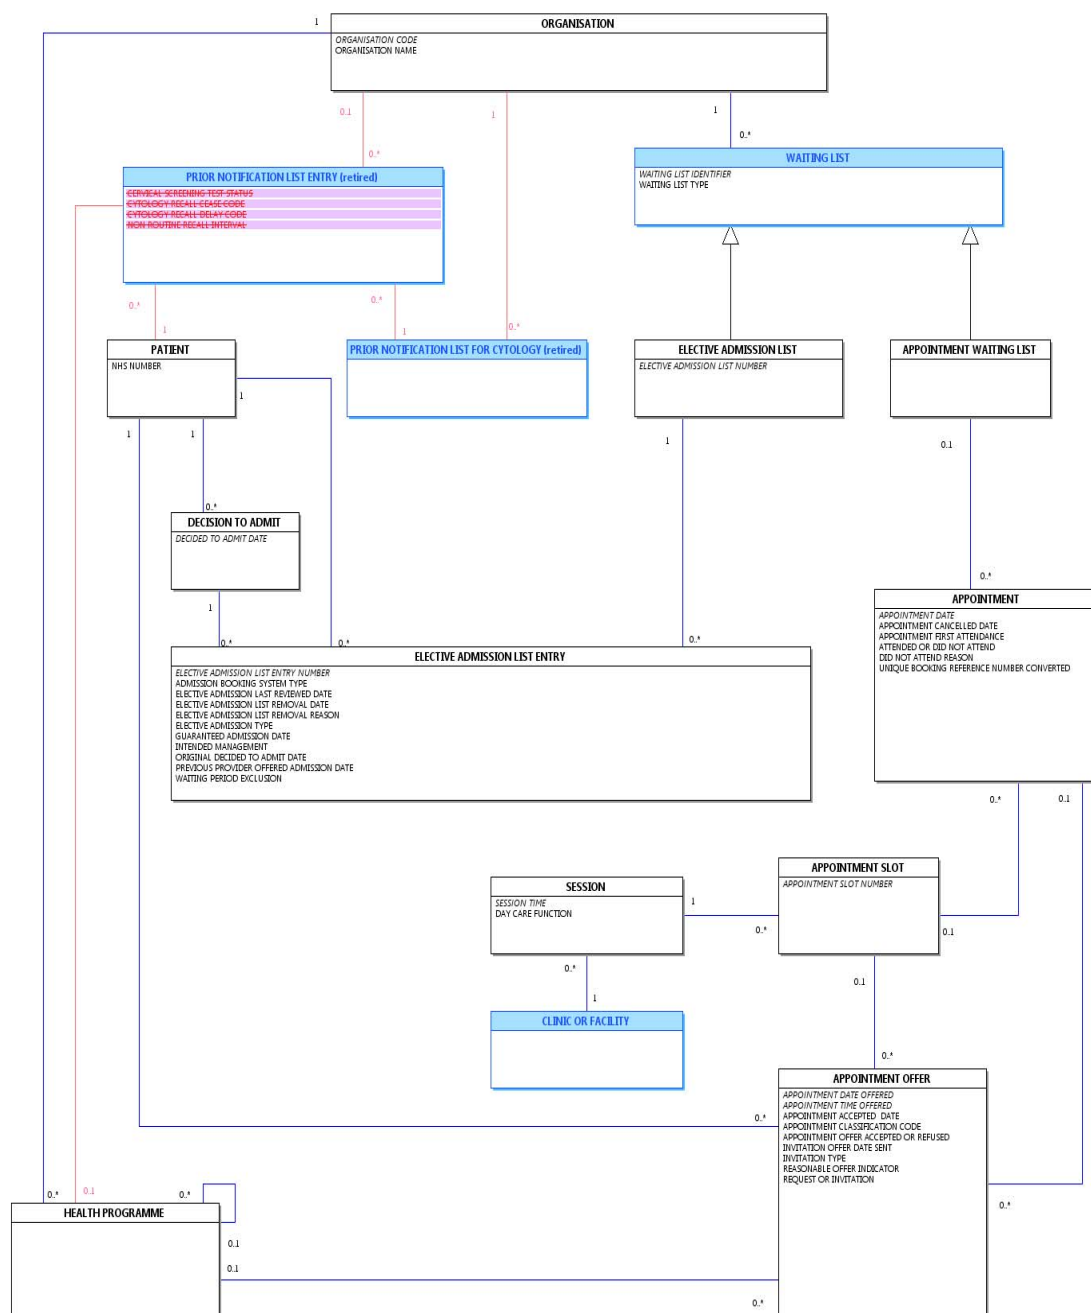 1
ORGANISATION
ORGANISATION CODE
ORGANISATION NAME
0..1
1
1
0..*
0..*
PRIOR NOTIFICATION LIST ENTRY (retired)
CERVICAL SCREENING TEST STATUS
CYTOLOGY RECALL CEASE CODE
CYTOLOGY RECALL DELAY CODE
NON ROUTINE RECALL INTERVAL
WAITING LIST
WAITING LIST IDENTIFIER
WAITING LIST TYPE
0..*
1
0..*
1
0..*
PATIENT
NHS NUMBER
PRIOR NOTIFICATION LIST FOR CYTOLOGY (retired)
ELECTIVE ADMISSION LIST
ELECTIVE ADMISSION LIST NUMBER
APPOINTMENT WAITING LIST
1
1
1
1
0..1
0..*
DECISION TO ADMIT
DECIDED TO ADMIT DATE
1
0..*
0..*
0..*
0..*
ELECTIVE ADMISSION LIST ENTRY
ELECTIVE ADMISSION LIST ENTRY NUMBER
ADMISSION BOOKING SYSTEM TYPE
ELECTIVE ADMISSION LAST REVIEWED DATE
ELECTIVE ADMISSION LIST REMOVAL DATE
ELECTIVE ADMISSION LIST REMOVAL REASON
ELECTIVE ADMISSION TYPE
GUARANTEED ADMISSION DATE
INTENDED MANAGEMENT
ORIGINAL DECIDED TO ADMIT DATE
PREVIOUS PROVIDER OFFERED ADMISSION DATE
WAITING PERIOD EXCLUSION
APPOINTMENT
APPOINTMENT DATE
APPOINTMENT CANCELLED DATE
APPOINTMENT FIRST ATTENDANCE
ATTENDED OR DID NOT ATTEND
DID NOT ATTEND REASON
UNIQUE BOOKING REFERENCE NUMBER CONVERTED
0..*
0..1
SESSION
SESSION TIME
DAY CARE FUNCTION
1
0..*
APPOINTMENT SLOT
APPOINTMENT SLOT NUMBER
0..1
0..*
1
0..1
0..*
CLINIC OR FACILITY
APPOINTMENT OFFER
APPOINTMENT DATE OFFERED
APPOINTMENT TIME OFFERED
APPOINTMENT ACCEPTED DATE
APPOINTMENT CLASSIFICATION CODE
APPOINTMENT OFFER ACCEPTED OR REFUSED
INVITATION OFFER DATE SENT
INVITATION TYPE
REASONABLE OFFER INDICATOR
REQUEST OR INVITATION
0..*
0..*
0..*
0..1
0..*
HEALTH PROGRAMME
0..1
0..1
0..*